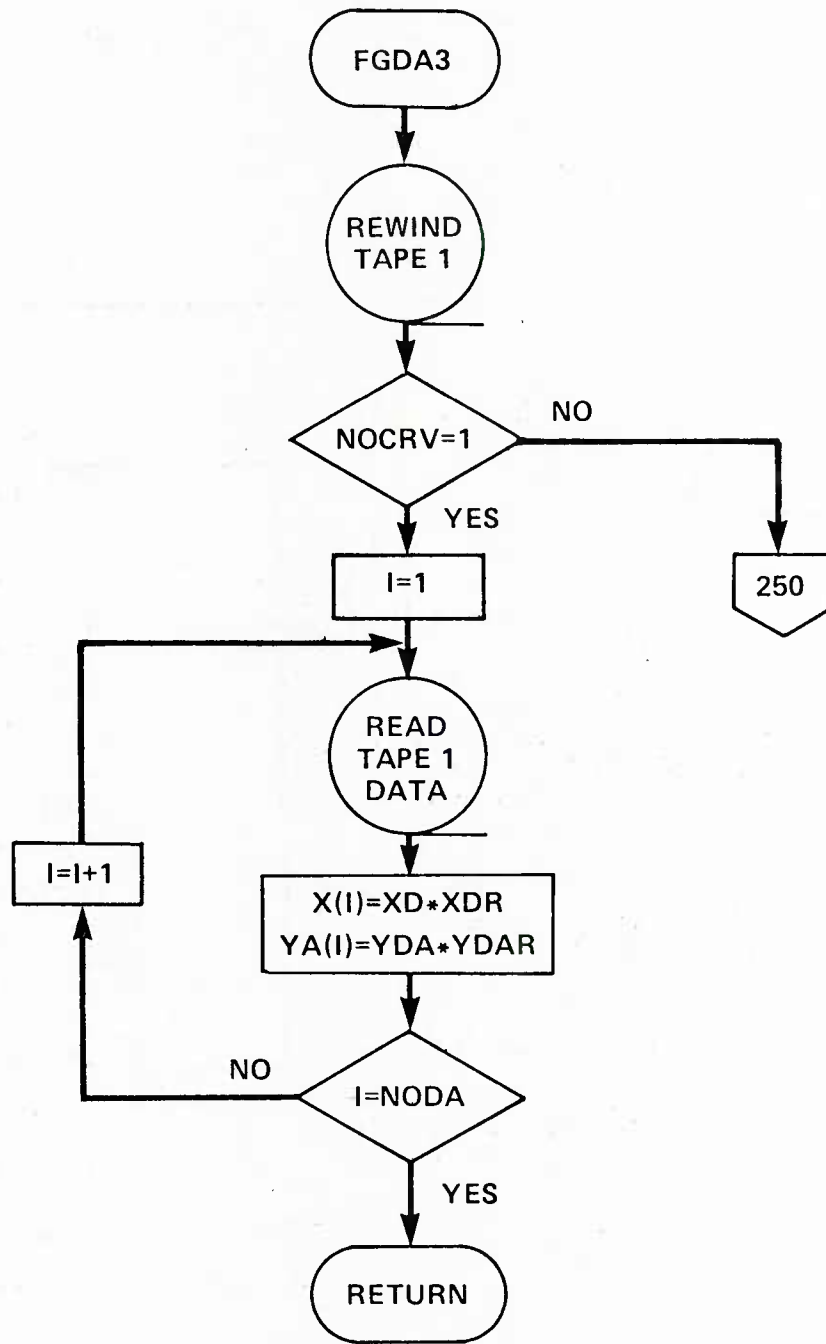 FGDA3
REWIND
TAPE 1
NOCRV=1
NO
YES
I=1
250
READ
TAPE 1
DATA
I=I+1
X(I)=XD*XDR
YA(I)=YDA*YDAR
NO
I=NODA
YES
RETURN